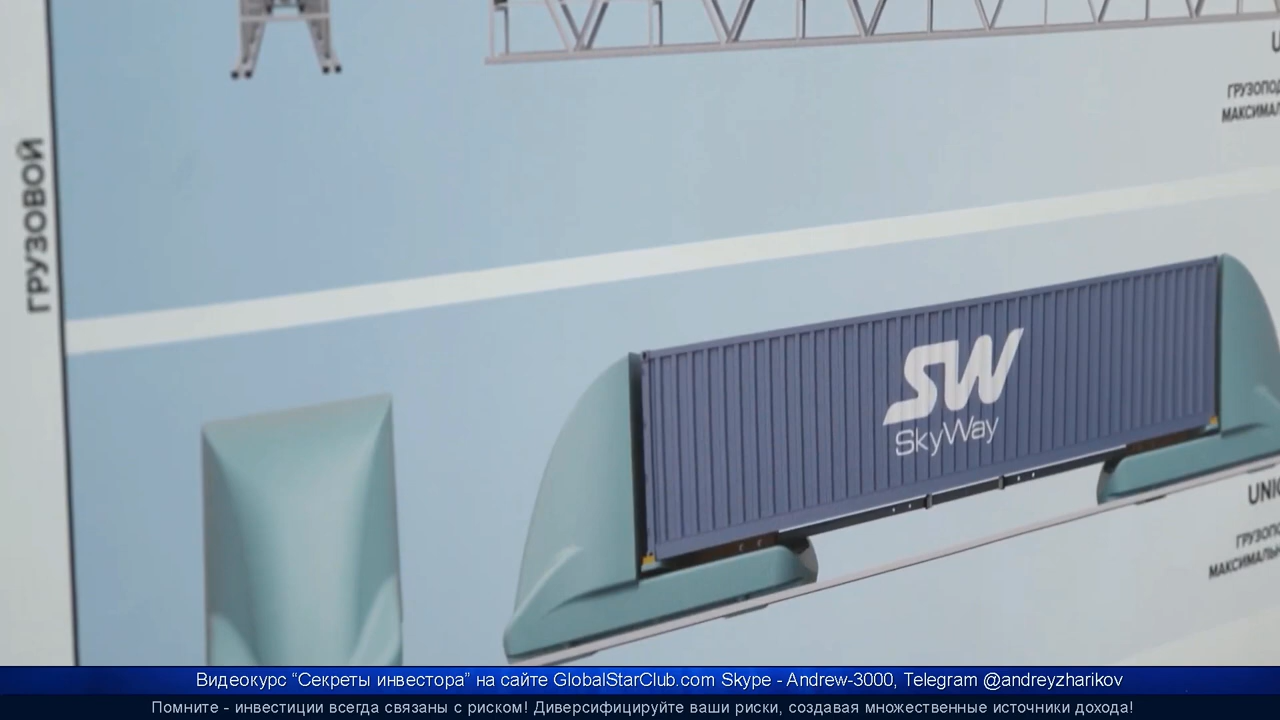 ГРУЗОВОЙ
SW
SkyWay
Видеокурс “Секреты инвестора” на сайте GlobalStarClub.com Skype - Andrew-3000, Telegram @andreyzharikov
Помните - инвестиции всегда связаны с риском! Диверсифицируйте ваши риски, создавая множественные источники дохода!